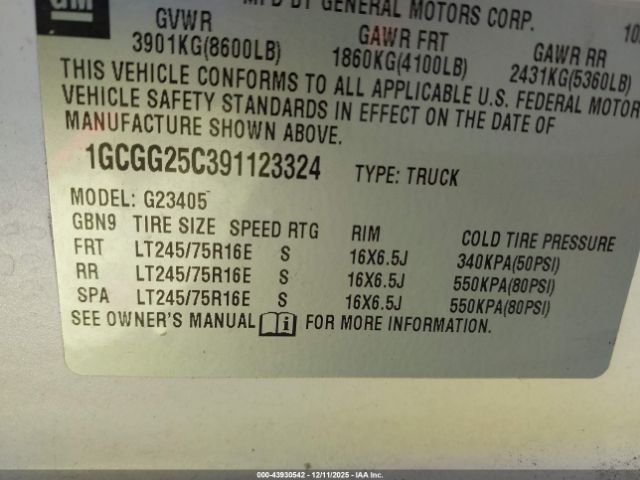 GM
MFD BY GENERAL MOTORS CORP.
GVWR GAWR FRT GAWR RR
3901KG(8600LB) 1860KG(4100LB) 2431KG(5360LB)
THIS VEHICLE CONFORMS TO ALL APPLICABLE U.S. FEDERAL MOTOR
VEHICLE SAFETY STANDARDS IN EFFECT ON THE DATE OF
MANUFACTURE SHOWN ABOVE.
1GCGG25C391123324 TYPE: TRUCK
MODEL: G23405
GBN9 TIRE SIZE SPEED RTG RIM COLD TIRE PRESSURE
FRT LT245/75R16E S 16X6.5J 340KPA(50PSI)
RR LT245/75R16E S 16X6.5J 550KPA(80PSI)
SPA LT245/75R16E S 16X6.5J 550KPA(80PSI)
SEE OWNER'S MANUAL i FOR MORE INFORMATION.
000-43930542 - 12/11/2025 - IAAI.COM